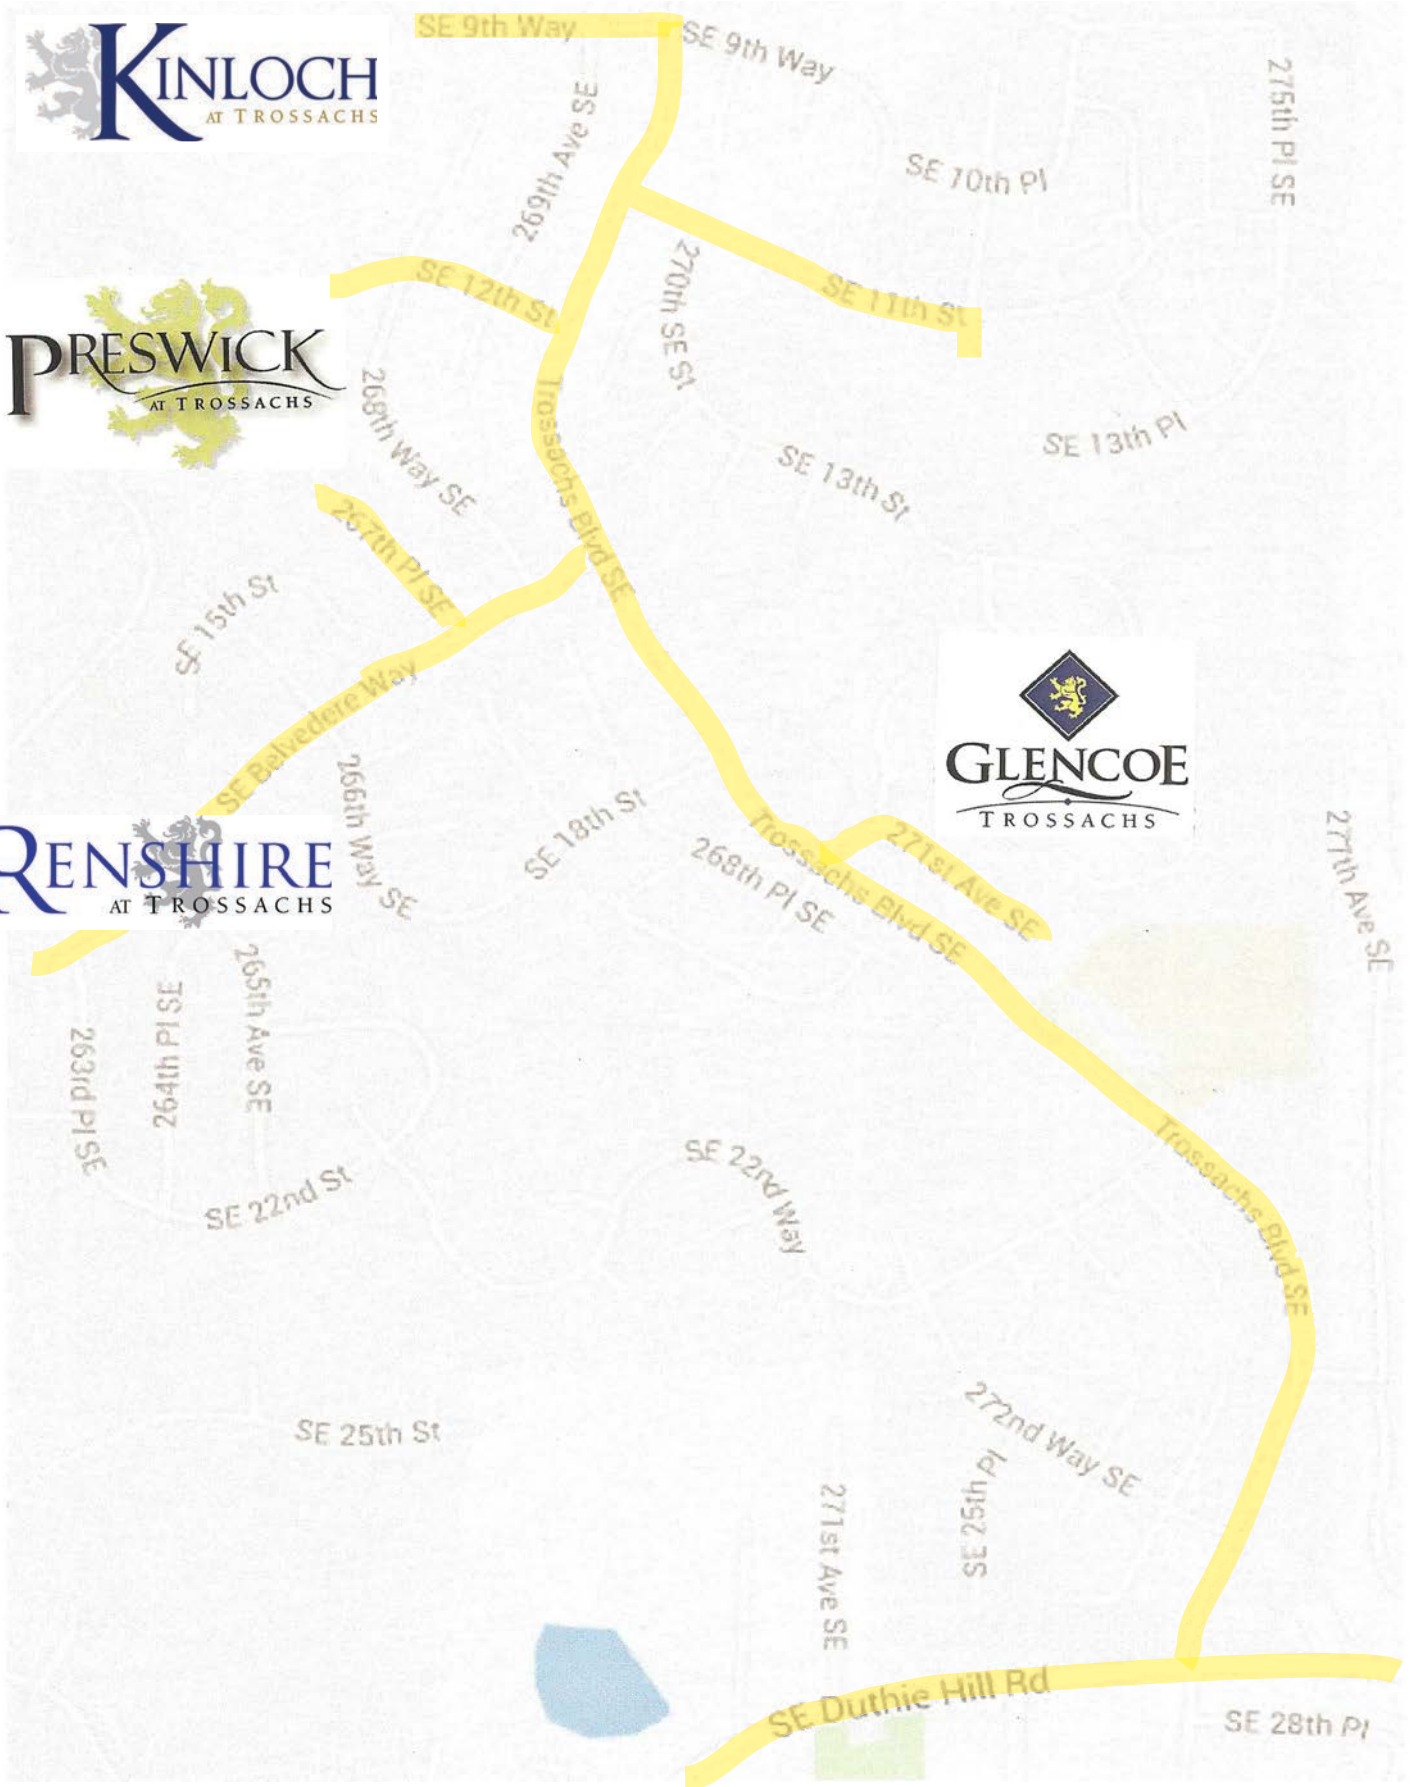 SE 9th Way
SE 9th Way
KINLOCH
AT TROSSACHS
269th Ave SE
SE 10th Pl
275th Pl SE
SE 12th St
270th SE St
SE 11th St
PRESWICK
AT TROSSACHS
268th Way SE
Trossachs Blvd SE
SE 13th St
SE 13th Pl
267th Pl SE
SE 15th St
SE Belvedere Way
GLENCOE
TROSSACHS
266th Way SE
SE 18th St
268th Pl SE
Trossachs Blvd SE
271st Ave SE
277th Ave SE
RENSHIRE
AT TROSSACHS
263rd Pl SE
264th Pl SE
265th Ave SE
SE 22nd St
SE 22nd Way
Trossachs Blvd SE
SE 25th St
272nd Way SE
SE 25th Pl
271st Ave SE
SE Duthie Hill Rd
SE 28th Pl